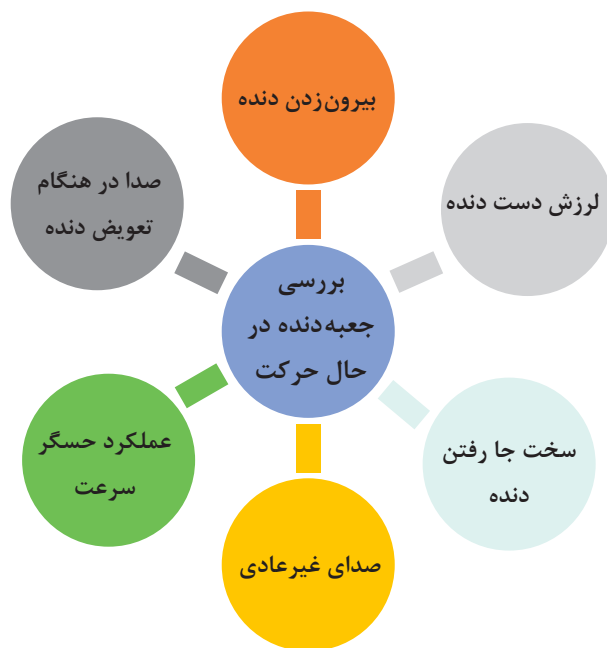 بیرون‌زدن دنده
لرزش دست دنده
صدا در هنگام
تعویض دنده
بررسی
جعبه‌دنده در
حال حرکت
سخت جا رفتن
دنده
عملکرد حسگر
سرعت
صدای غیرعادی